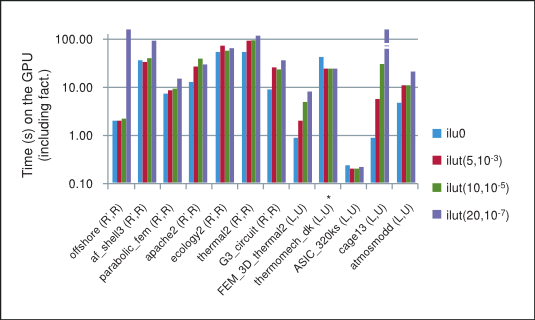 100.00
10.00
1.00
0.10
Time (s) on the GPU
(including fact.)
offshore (R',R)
af_shell3 (R',R)
parabolic_fem (R',R)
apache2 (R',R)
ecology2 (R',R)
thermal2 (R',R)
G3_circuit (R',R)
FEM_3D_thermal2 (L,U)
thermomech_dk (L,U)*
ASIC_320ks (L,U)
cage13 (L,U)
atmosmodd (L,U)
ilu0
ilut(5,10-3)
ilut(10,10-5)
ilut(20,10-7)